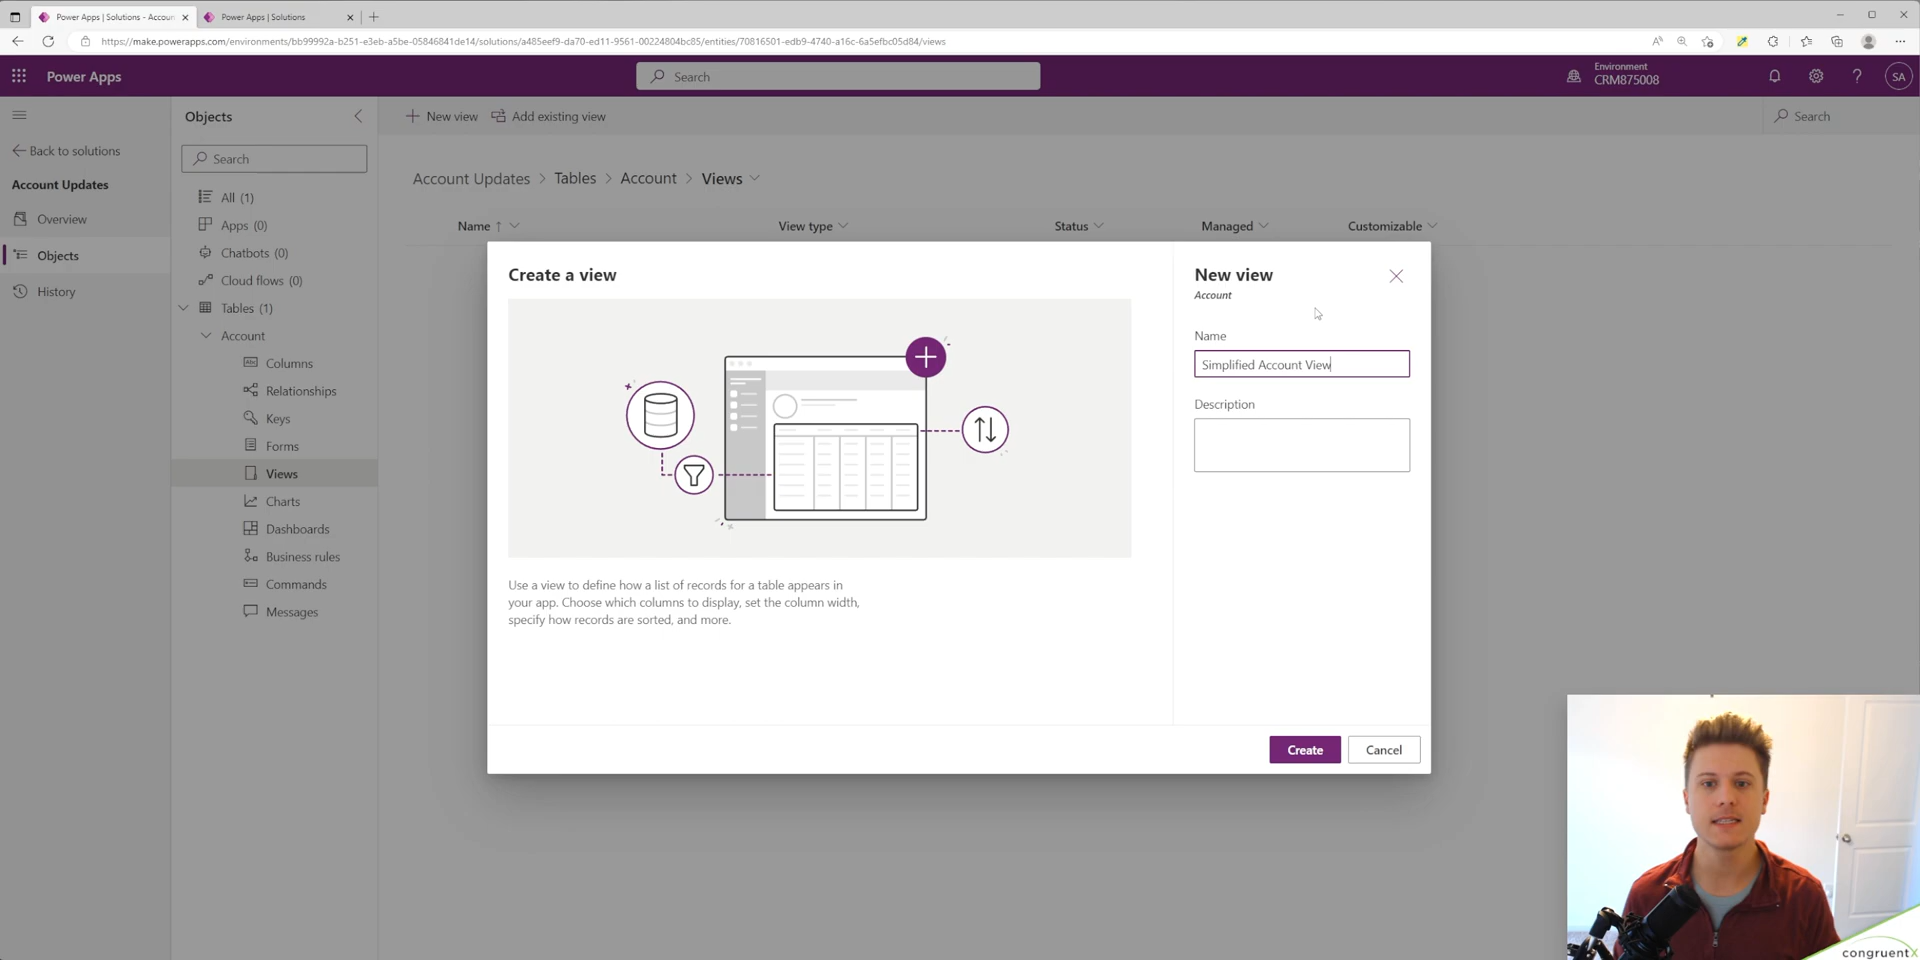 Power Apps | Solutions - Accoun
Power Apps | Solutions
https://make.powerapps.com/environments/bb99992a-b251-e3eb-a5be-05846841de14/solutions/a485eef9-da70-ed11-9561-00224804bc85/entities/70816501-edb9-4740-a16c-6a5efbc05d84/views
Power Apps
Search
Environment
CRM875008
SA
Objects
New view
Add existing view
Search
Back to solutions
Search
Account Updates
Overview
Objects
History
All (1)
Apps (0)
Chatbots (0)
Cloud flows (0)
Tables (1)
Account
Columns
Relationships
Keys
Forms
Views
Charts
Dashboards
Business rules
Commands
Messages
Account Updates > Tables > Account > Views
Name ↑
View type
Status
Managed
Customizable
Create a view
Use a view to define how a list of records for a table appears in
your app. Choose which columns to display, set the column width,
specify how records are sorted, and more.
New view
Account
Name
Simplified Account View
Description
Create
Cancel
congruentX